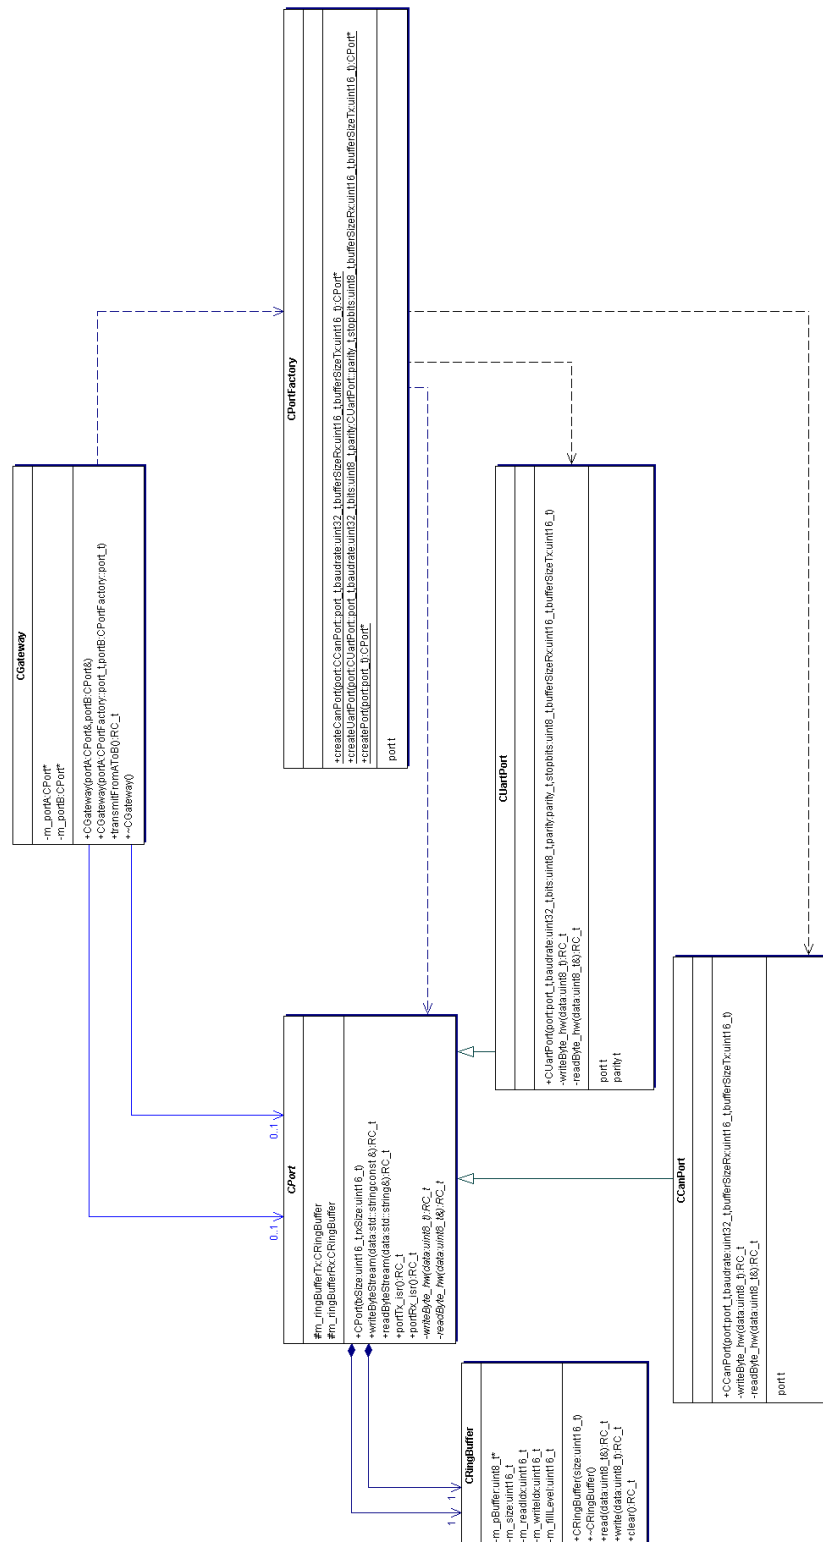 CGateway
-m_portA:CPort*
-m_portB:CPort*
+CGateway(portA:CPort&,portB:CPort&)
+CGateway(portA:CPortFactory::port_t,portB:CPortFactory::port_t)
+transmitFromAToB():RC_t
+~CGateway()
CPortFactory
+createCanPort(port:CCanPort::port_t,baudrate:uint32_t,bufferSizeRx:uint16_t,bufferSizeTx:uint16_t):CPort*
+createUartPort(port:CUartPort::port_t,baudrate:uint32_t,bits:uint8_t,parity:CUartPort::parity_t,stopbits:uint8_t,bufferSizeRx:uint16_t,bufferSizeTx:uint16_t):CPort*
+createPort(port:port_t):CPort*
port t
0..1
0..1
CPort
#m_ringBufferTx:CRingBuffer
#m_ringBufferRx:CRingBuffer
+CPort(txSize:uint16_t,rxSize:uint16_t)
+writeByteStream(data:std::stringconst &):RC_t
+readByteStream(data:std::string&):RC_t
+portTx_isr():RC_t
+portRx_isr():RC_t
-writeByte_hw(data:uint8_t):RC_t
-readByte_hw(data:uint8_t&):RC_t
CUartPort
+CUartPort(port:port_t,baudrate:uint32_t,bits:uint8_t,parity:parity_t,stopbits:uint8_t,bufferSizeRx:uint16_t,bufferSizeTx:uint16_t)
-writeByte_hw(data:uint8_t):RC_t
-readByte_hw(data:uint8_t&):RC_t
port t
parity t
1
1
CRingBuffer
-m_pBuffer:uint8_t*
-m_size:uint16_t
-m_readIdx:uint16_t
-m_writeIdx:uint16_t
-m_fillLevel:uint16_t
+CRingBuffer(size:uint16_t)
+~CRingBuffer()
+read(data:uint8_t&):RC_t
+write(data:uint8_t):RC_t
+clear():RC_t
CCanPort
+CCanPort(port:port_t,baudrate:uint32_t,bufferSizeRx:uint16_t,bufferSizeTx:uint16_t)
-writeByte_hw(data:uint8_t):RC_t
-readByte_hw(data:uint8_t&):RC_t
port t